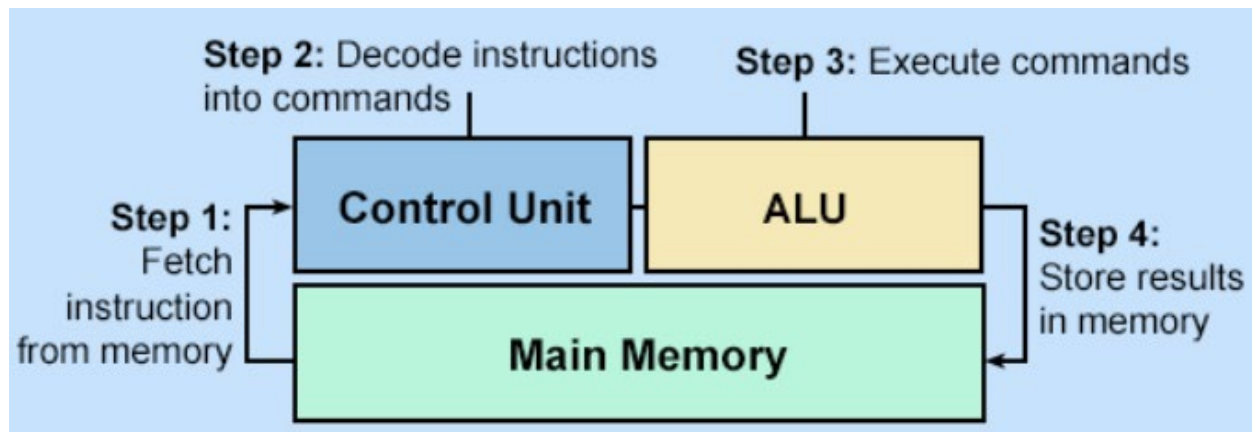 Step 2: Decode instructions
into commands
Step 3: Execute commands
Control Unit
ALU
Step 1:
Fetch
instruction
from memory
Step 4:
Store results
in memory
Main Memory